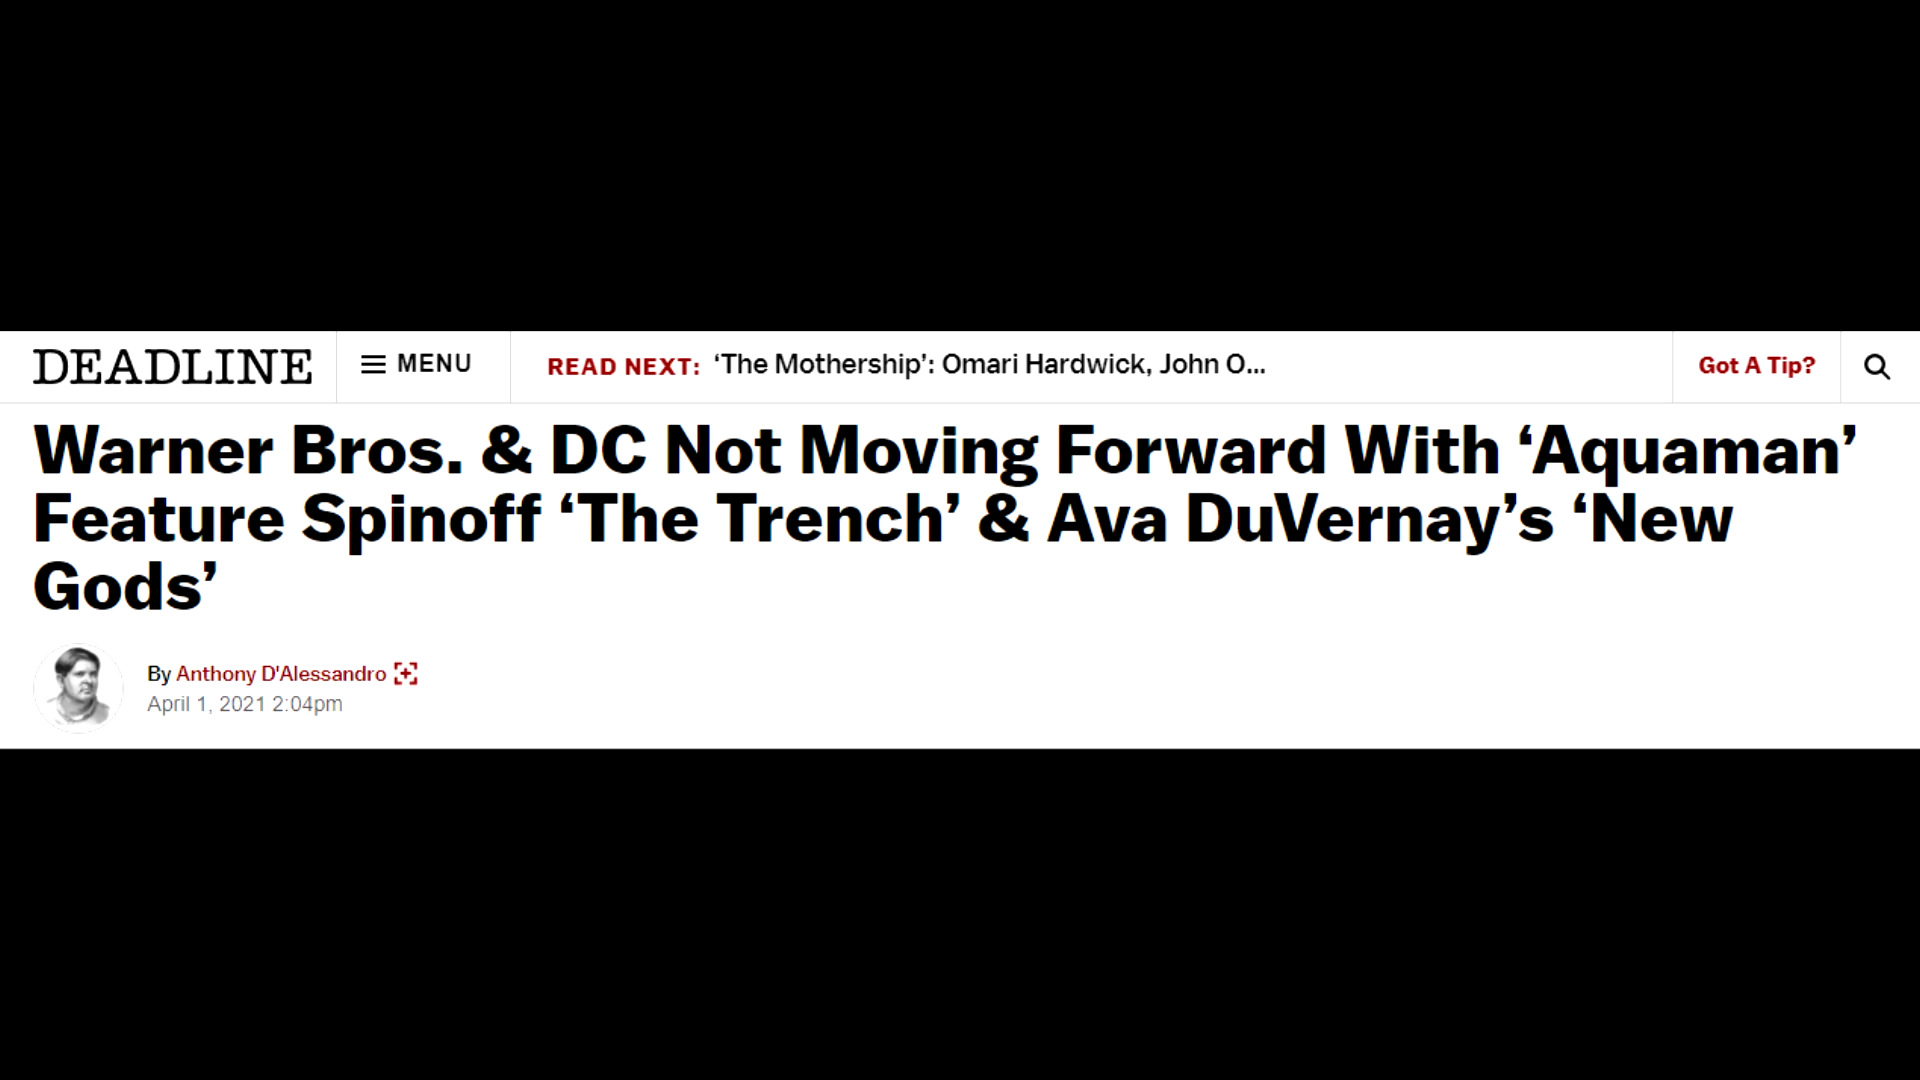 DEADLINE MENU READ NEXT: ‘The Mothership’: Omari Hardwick, John O... Got A Tip?
Warner Bros. & DC Not Moving Forward With ‘Aquaman’
Feature Spinoff ‘The Trench’ & Ava DuVernay’s ‘New
Gods’
By Anthony D'Alessandro
April 1, 2021 2:04pm